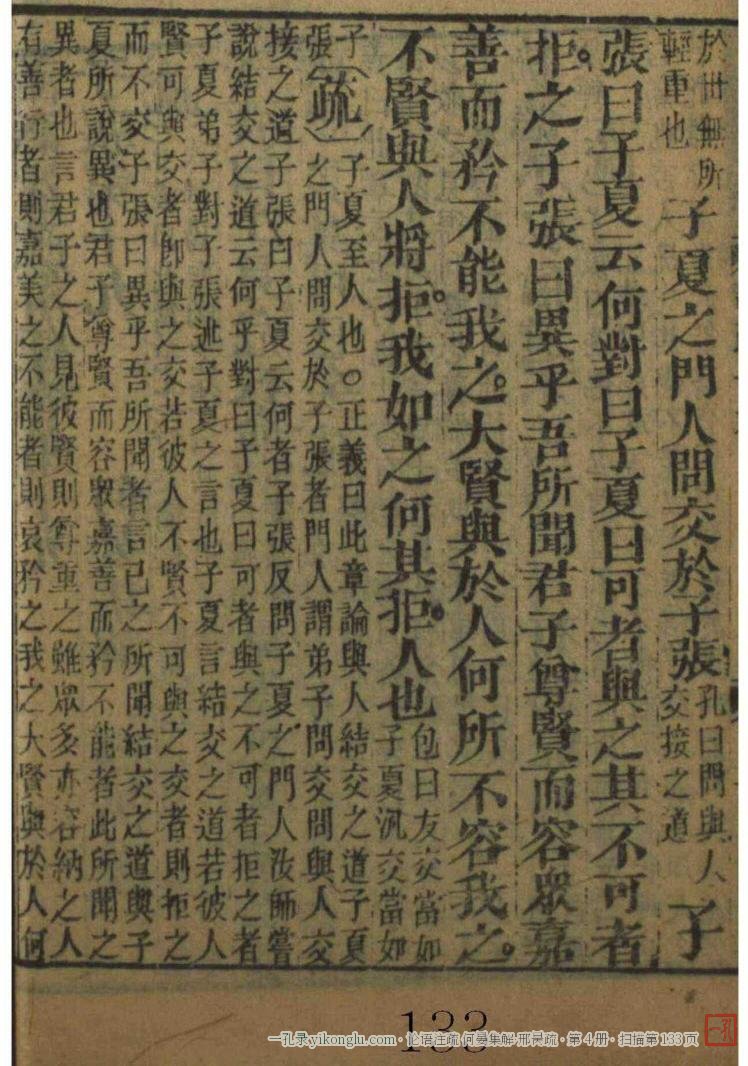 於世無所
輕重也
子夏之門人問交於子張
孔曰問與人
交接之道
子
張曰子夏云何對曰子夏曰可者與之其不可者
拒之子張曰異乎吾所聞君子尊賢而容衆嘉
善而矜不能我之大賢與於人何所不容我之
不賢與人將拒我如之何其拒人也
包曰友交當如
子夏汎交當如
子張
疏
子夏至人也○正義曰此章論與人結交之道子夏
之門人問交於子張者門人謂弟子問交問與人交
接之道子張曰子夏云何者子張反問子夏之門人汝師嘗
說結交之道云何乎對曰子夏曰可者與之不可者拒之者
子夏弟子對子張述子夏之言也子夏言結交之道若彼人
賢可與交者即與之交若彼人不賢不可與之交者則拒之
而不交子張曰異乎吾所聞者言己之所聞結交之道與子
夏所說異也君子尊賢而容衆嘉善而矜不能者此所聞之
異者也言君子之人見彼賢則尊重之雖眾多亦容納之人
有善行者則嘉美之不能者則哀矜之我之大賢與於人何
133
一孔录yikonglu.com·论语注疏·何晏集解·邢昺疏·第4册·扫描第133页
一孔